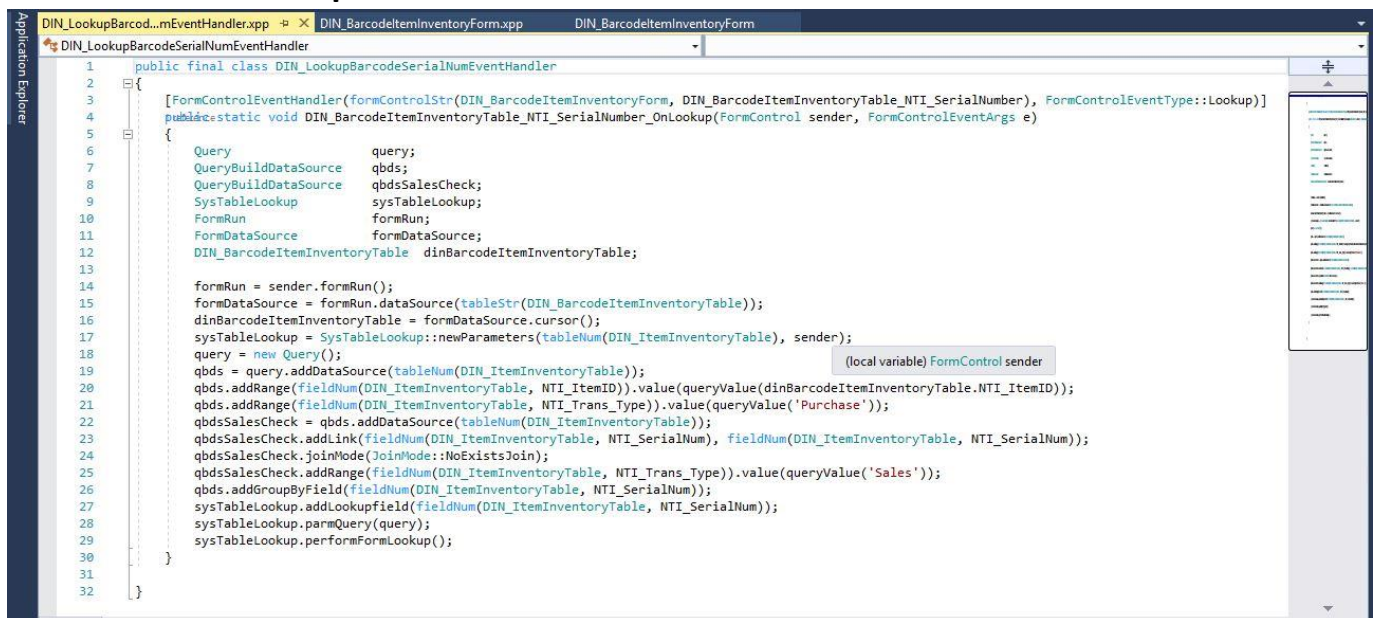 Application Explorer
DIN_LookupBarcod...mEventHandler.xpp DIN_BarcodeItemInventoryForm.xpp DIN_BarcodeItemInventoryForm
DIN_LookupBarcodeSerialNumEventHandler
1 public final class DIN_LookupBarcodeSerialNumEventHandler
2 {
3 [FormControlEventHandler(formControlStr(DIN_BarcodeItemInventoryForm, DIN_BarcodeItemInventoryTable_NTI_SerialNumber), FormControlEventType::Lookup)]
4 public static void DIN_BarcodeItemInventoryTable_NTI_SerialNumber_OnLookup(FormControl sender, FormControlEventArgs e)
5 {
6 Query query;
7 QueryBuildDataSource qbds;
8 QueryBuildDataSource qbdsSalesCheck;
9 SysTableLookup sysTableLookup;
10 FormRun formRun;
11 FormDataSource formDataSource;
12 DIN_BarcodeItemInventoryTable dinBarcodeItemInventoryTable;
13
14 formRun = sender.formRun();
15 formDataSource = formRun.dataSource(tableStr(DIN_BarcodeItemInventoryTable));
16 dinBarcodeItemInventoryTable = formDataSource.cursor();
17 sysTableLookup = SysTableLookup::newParameters(tableNum(DIN_ItemInventoryTable), sender);
18 query = new Query();
(local variable) FormControl sender
19 qbds = query.addDataSource(tableNum(DIN_ItemInventoryTable));
20 qbds.addRange(fieldNum(DIN_ItemInventoryTable, NTI_ItemID)).value(queryValue(dinBarcodeItemInventoryTable.NTI_ItemID));
21 qbds.addRange(fieldNum(DIN_ItemInventoryTable, NTI_Trans_Type)).value(queryValue('Purchase'));
22 qbdsSalesCheck = qbds.addDataSource(tableNum(DIN_ItemInventoryTable));
23 qbdsSalesCheck.addLink(fieldNum(DIN_ItemInventoryTable, NTI_SerialNum), fieldNum(DIN_ItemInventoryTable, NTI_SerialNum));
24 qbdsSalesCheck.joinMode(JoinMode::NoExistsJoin);
25 qbdsSalesCheck.addRange(fieldNum(DIN_ItemInventoryTable, NTI_Trans_Type)).value(queryValue('Sales'));
26 qbds.addGroupByField(fieldNum(DIN_ItemInventoryTable, NTI_SerialNum));
27 sysTableLookup.addLookupfield(fieldNum(DIN_ItemInventoryTable, NTI_SerialNum));
28 sysTableLookup.parmQuery(query);
29 sysTableLookup.performFormLookup();
30 }
31
32 }